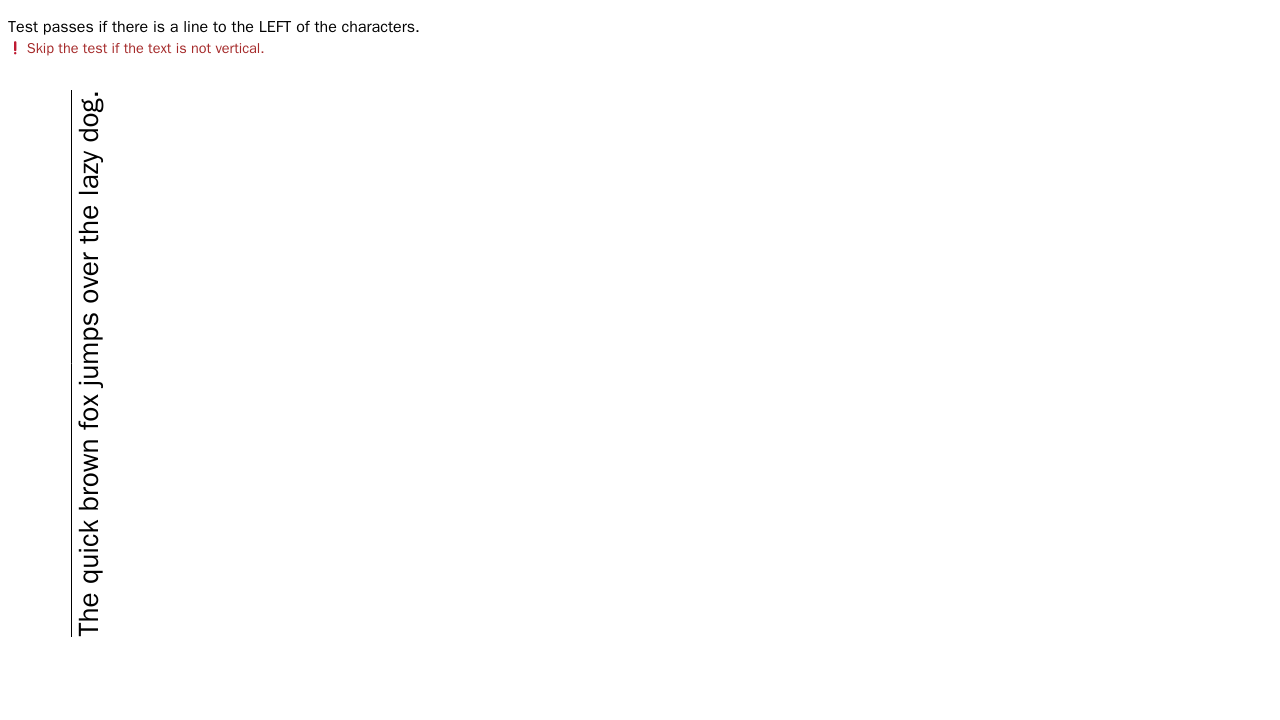 Test passes if there is a line to the LEFT of the characters.
❗ Skip the test if the text is not vertical.
The quick brown fox jumps over the lazy dog.